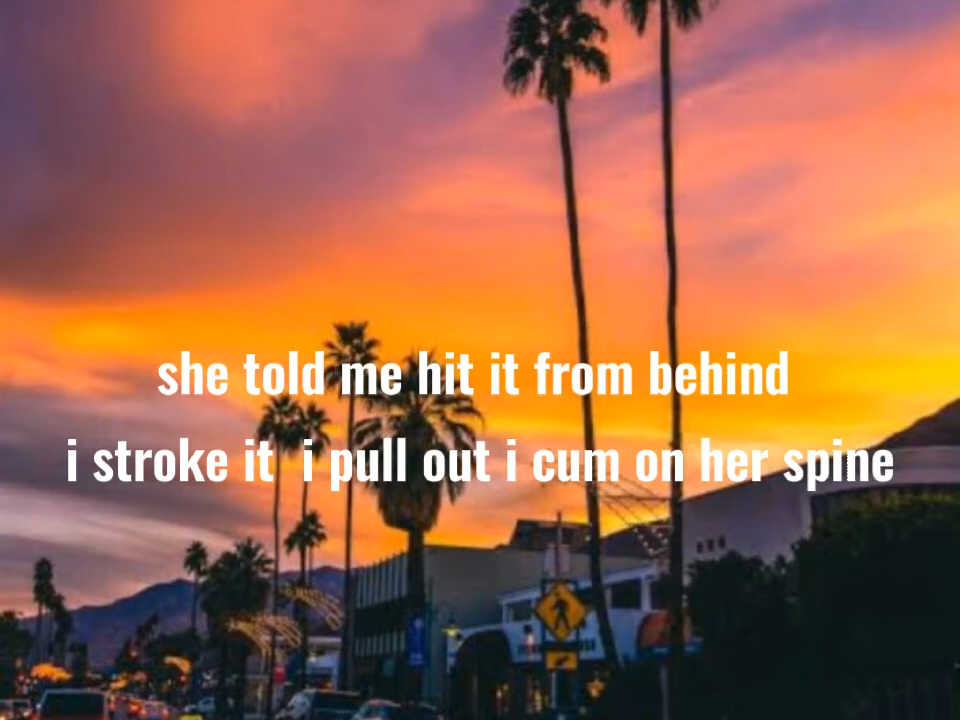 she told me hit it from behind
i stroke it  i pull out i cum on her spine